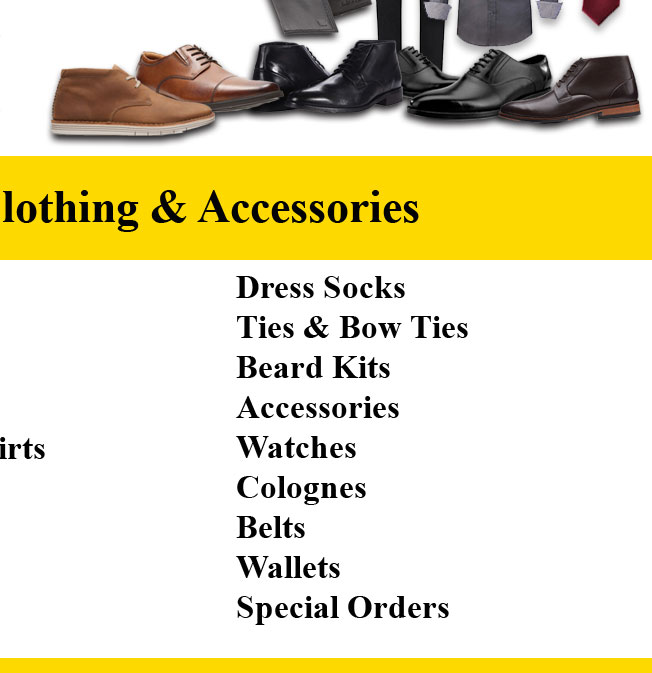 lothing & Accessories
Dress Socks
Ties & Bow Ties
Beard Kits
Accessories
irts
Watches
Colognes
Belts
Wallets
Special Orders